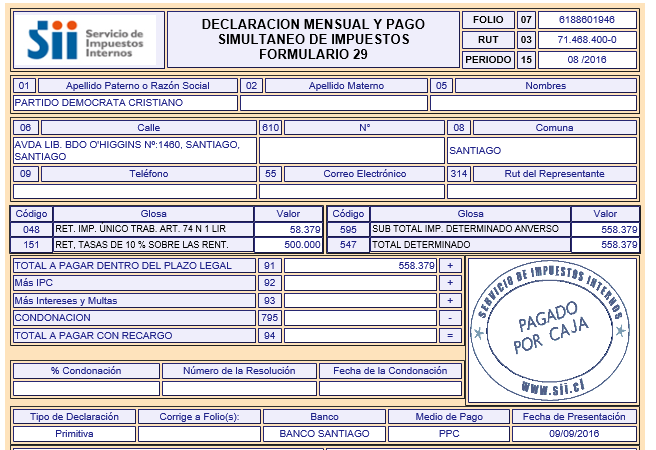 Sii Servicio de
Impuestos
Internos
DECLARACION MENSUAL Y PAGO
SIMULTANEO DE IMPUESTOS
FORMULARIO 29
FOLIO 07 6188601946
RUT 03 71.468.400-0
PERIODO 15 08 /2016
01 Apellido Paterno o Razón Social 02 Apellido Materno 05 Nombres
PARTIDO DEMOCRATA CRISTIANO
06 Calle 610 N° 08 Comuna
AVDA LIB. BDO O'HIGGINS Nº:1460, SANTIAGO,
SANTIAGO
SANTIAGO
09 Teléfono 55 Correo Electrónico 314 Rut del Representante
Código Glosa Valor Código Glosa Valor
048 RET. IMP. ÚNICO TRAB. ART. 74 N 1 LIR 58.379 595 SUB TOTAL IMP. DETERMINADO ANVERSO 558.379
151 RET, TASAS DE 10 % SOBRE LAS RENT. 500.000 547 TOTAL DETERMINADO 558.379
TOTAL A PAGAR DENTRO DEL PLAZO LEGAL 91 558.379 +
Más IPC 92 +
Más Intereses y Multas 93 +
CONDONACION 795 -
TOTAL A PAGAR CON RECARGO 94 =
SERVICIO DE IMPUESTOS INTERNOS
PAGADO
POR CAJA
www.sii.cl
% Condonación Número de la Resolución Fecha de la Condonación
Tipo de Declaración Corrige a Folio(s): Banco Medio de Pago Fecha de Presentación
Primitiva BANCO SANTIAGO PPC 09/09/2016